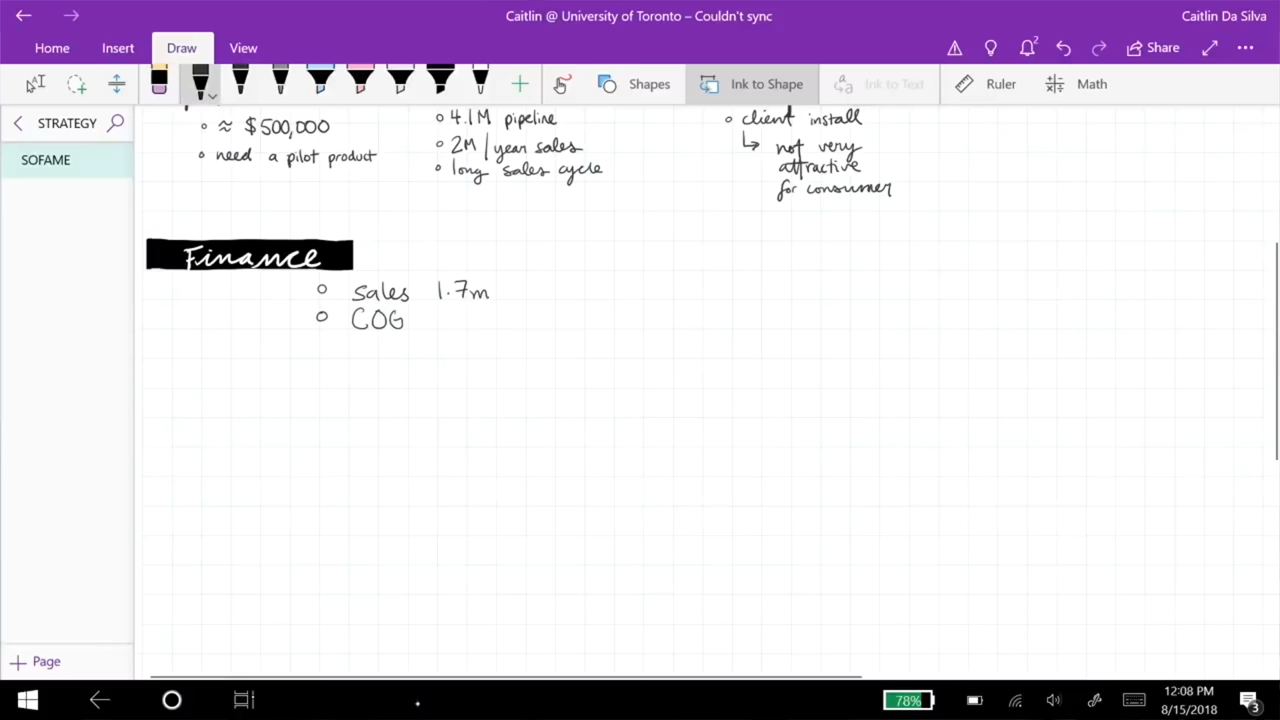 Caitlin @ University of Toronto – Couldn't sync
Caitlin Da Silva
Home Insert Draw View
2
Share
Shapes
Ink to Shape
Ink to Text
Ruler
Math
STRATEGY
SOFAME
≈ $500,000
need a pilot product
4.1M pipeline
2M/year sales
long sales cycle
client install
↳ not very
attractive
for consumer
Finance
sales 1.7m
COG
Page
78%
12:08 PM
8/15/2018
3